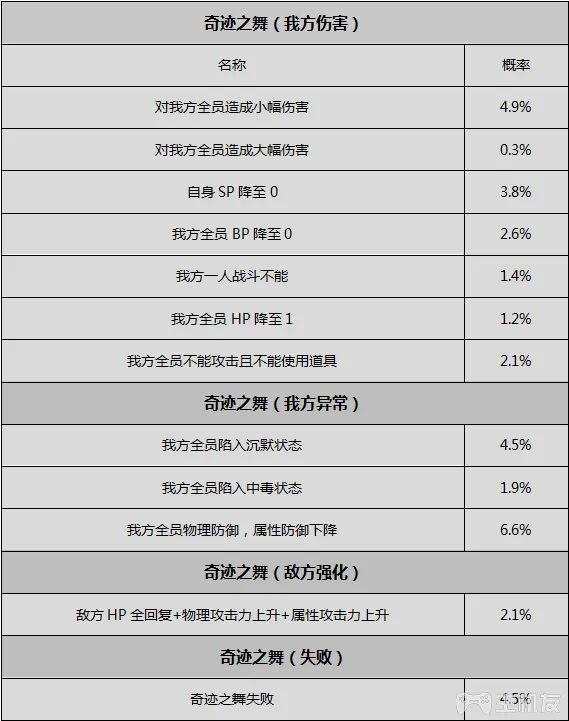 奇迹之舞（我方伤害）
名称 概率
对我方全员造成小幅伤害 4.9%
对我方全员造成大幅伤害 0.3%
自身 SP 降至 0 3.8%
我方全员 BP 降至 0 2.6%
我方一人战斗不能 1.4%
我方全员 HP 降至 1 1.2%
我方全员不能攻击且不能使用道具 2.1%
奇迹之舞（我方异常）
我方全员陷入沉默状态 4.5%
我方全员陷入中毒状态 1.9%
我方全员物理防御，属性防御下降 6.6%
奇迹之舞（敌方强化）
敌方 HP 全回复+物理攻击力上升+属性攻击力上升 2.1%
奇迹之舞（失败）
奇迹之舞失败 4.5%
主机友